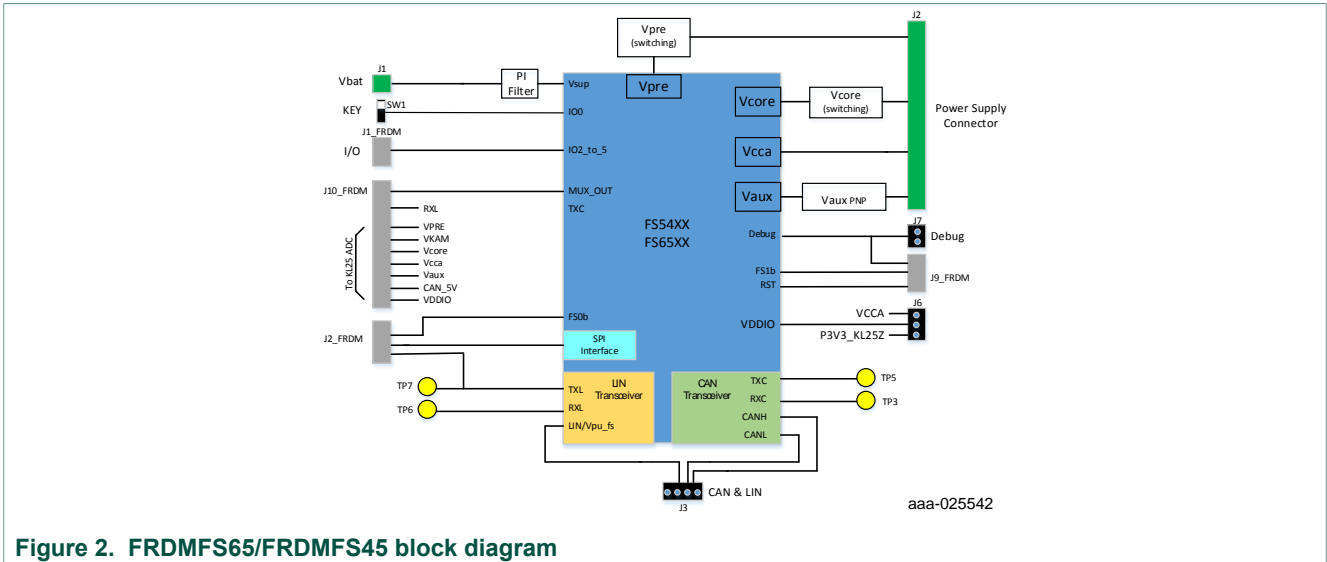 Vpre
(switching)
J2
Vbat
J1
PI
Filter
Vsup
Vpre
Vcore
Vcore
(switching)
Power Supply
Connector
KEY
SW1
IO0
J1_FRDM
I/O
IO2_to_5
Vcca
J10_FRDM
MUX_OUT
TXC
Vaux
Vaux PNP
RXL
VPRE
VKAM
Vcore
Vcca
Vaux
CAN_5V
VDDIO
To KL25 ADC
FS54XX
FS65XX
Debug
J7
Debug
FS1b
RST
J9_FRDM
J6
VCCA
VDDIO
P3V3_KL25Z
FS0b
J2_FRDM
SPI
Interface
TP7
TXL
LIN
Transceiver
TP6
RXL
LIN/Vpu_fs
CAN
Transceiver
TXC
TP5
RXC
TP3
CANH
CANL
CAN & LIN
J3
aaa-025542
Figure 2. FRDMFS65/FRDMFS45 block diagram